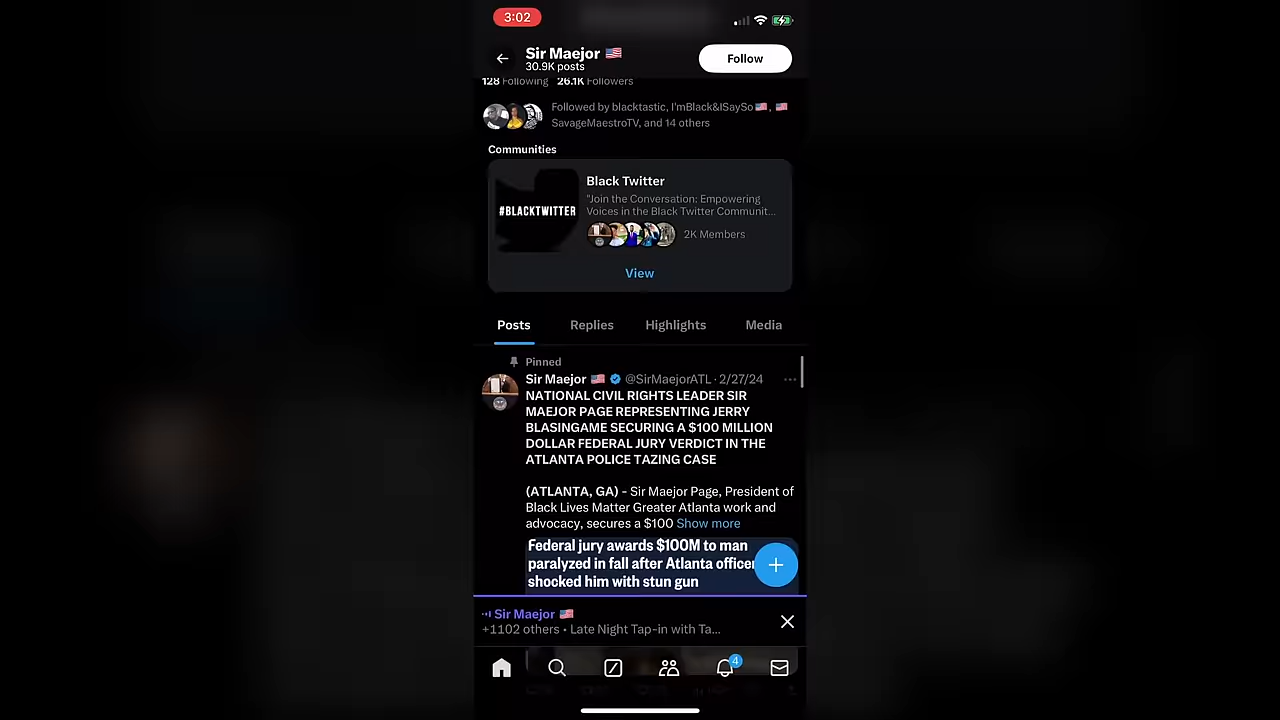 3:02
Sir Maejor 🇺🇸
30.9K posts
Follow
128 Following 26.1K Followers
Followed by blacktastic, I'mBlack&ISaySo🇺🇸, 🇺🇸
SavageMaestroTV, and 14 others
Communities
#BLACKTWITTER
Black Twitter
"Join the Conversation: Empowering
Voices in the Black Twitter Communit...
2K Members
View
Posts Replies Highlights Media
Pinned
Sir Maejor 🇺🇸 @SirMaejorATL · 2/27/24
NATIONAL CIVIL RIGHTS LEADER SIR
MAEJOR PAGE REPRESENTING JERRY
BLASINGAME SECURING A $100 MILLION
DOLLAR FEDERAL JURY VERDICT IN THE
ATLANTA POLICE TAZING CASE
(ATLANTA, GA) - Sir Maejor Page, President of
Black Lives Matter Greater Atlanta work and
advocacy, secures a $100 Show more
Federal jury awards $100M to man
paralyzed in fall after Atlanta officer
shocked him with stun gun
Sir Maejor 🇺🇸
+1102 others • Late Night Tap-in with Ta...
4